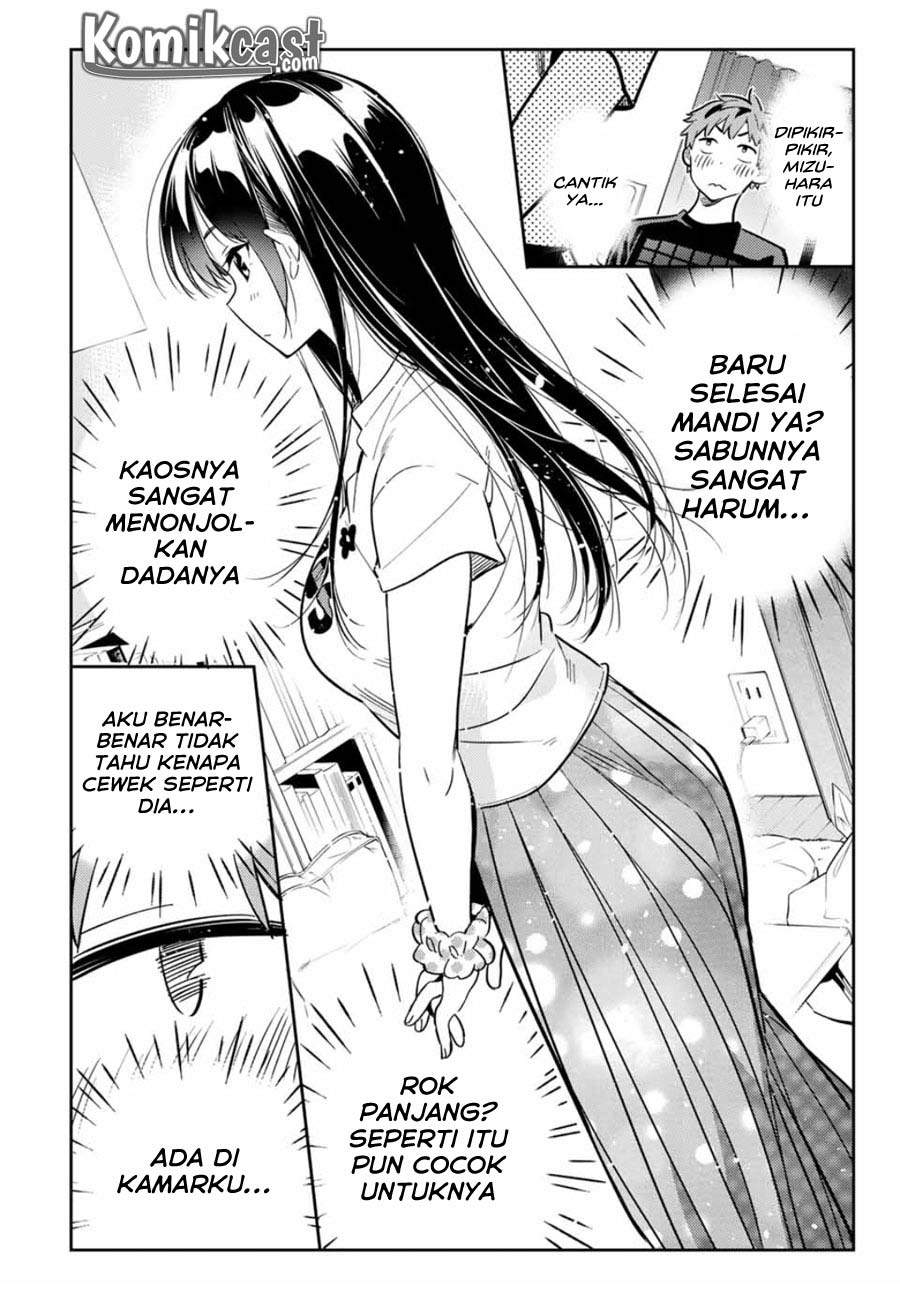 Komikcast
.com
DIPIKIR-
PIKIR,
MIZU-
HARA
ITU
CANTIK
YA...
BARU
SELESAI
MANDI YA?
SABUNNYA
SANGAT
HARUM...
KAOSNYA
SANGAT
MENONJOL-
KAN
DADANYA
ROK
PANJANG?
SEPERTI ITU
PUN COCOK
UNTUKNYA
AKU BENAR-
BENAR TIDAK
TAHU KENAPA
CEWEK SEPERTI
DIA...
ADA DI
KAMARKU...